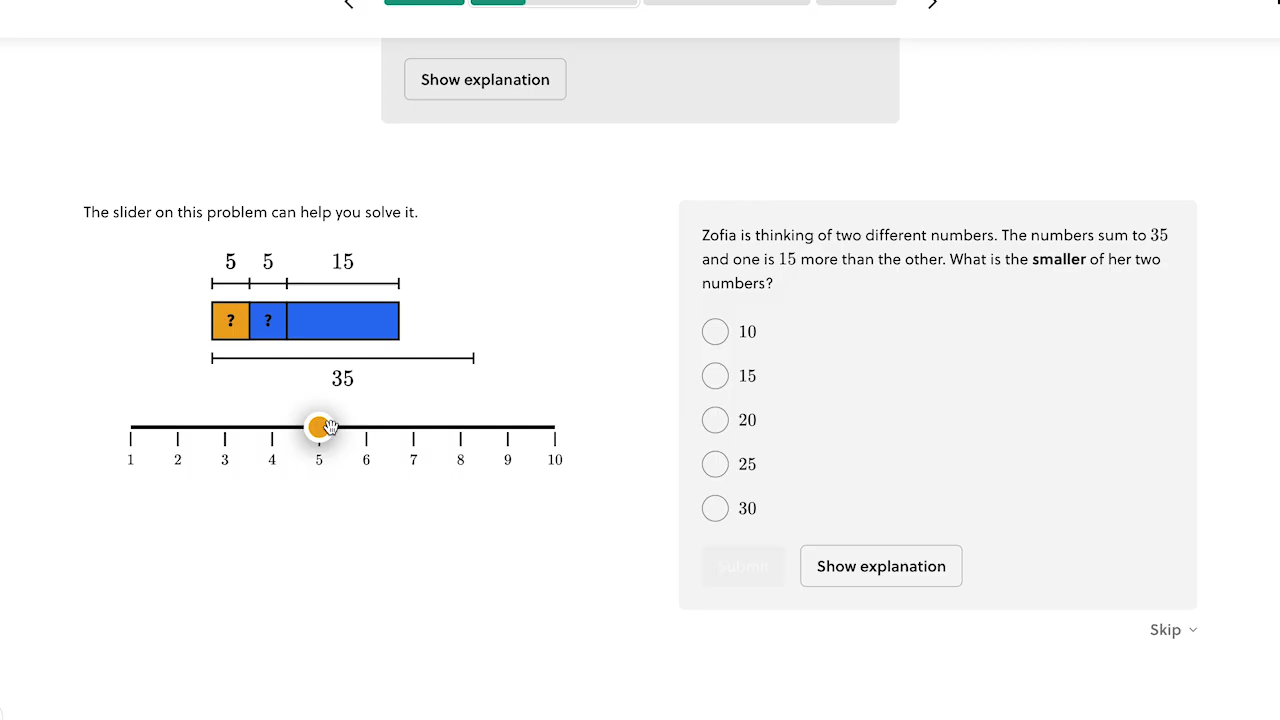 Show explanation
The slider on this problem can help you solve it.
5 5 15
? ?
35
1 2 3 4 5 6 7 8 9 10
Zofia is thinking of two different numbers. The numbers sum to 35
and one is 15 more than the other. What is the smaller of her two
numbers?
10
15
20
25
30
Submit Show explanation
Skip